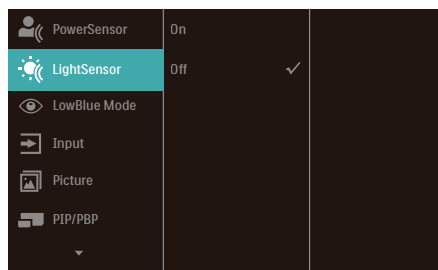 PowerSensor
On
LightSensor
Off
LowBlue Mode
Input
Picture
PIP/PBP